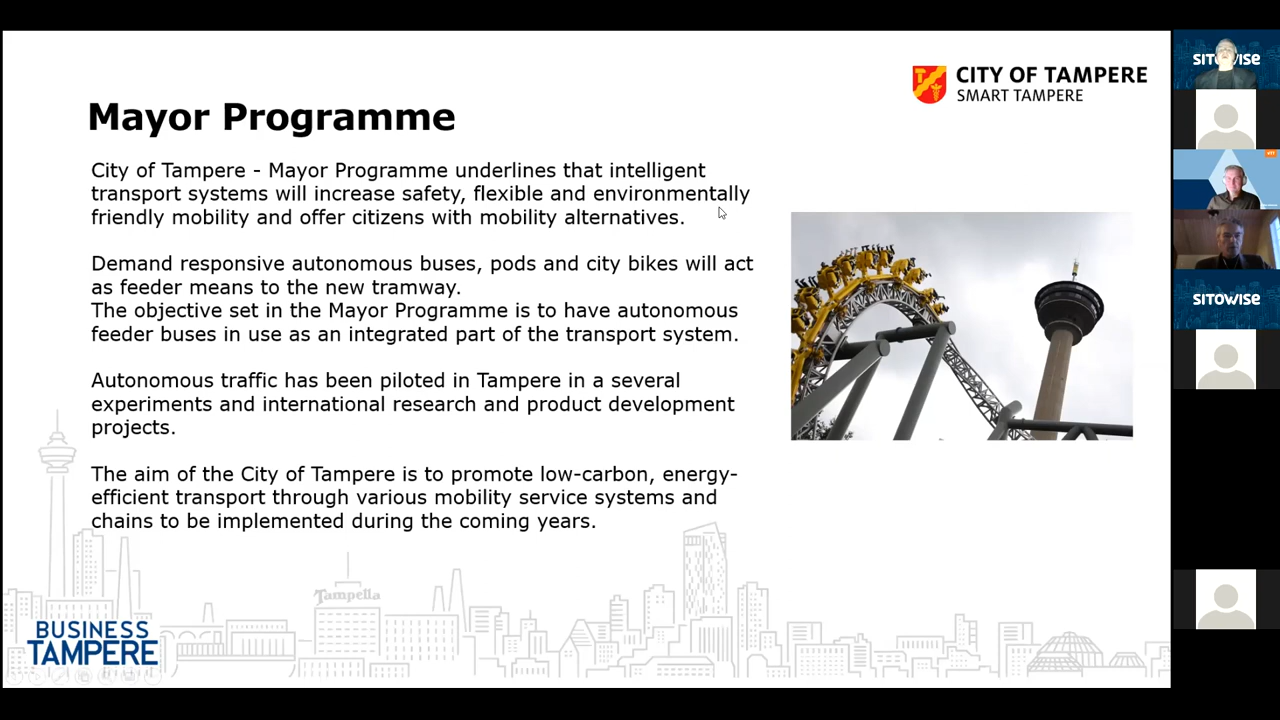 CITY OF TAMPERE
SMART TAMPERE
Mayor Programme
City of Tampere - Mayor Programme underlines that intelligent
transport systems will increase safety, flexible and environmentally
friendly mobility and offer citizens with mobility alternatives.
Demand responsive autonomous buses, pods and city bikes will act
as feeder means to the new tramway.
The objective set in the Mayor Programme is to have autonomous
feeder buses in use as an integrated part of the transport system.
Autonomous traffic has been piloted in Tampere in a several
experiments and international research and product development
projects.
The aim of the City of Tampere is to promote low-carbon, energy-
efficient transport through various mobility service systems and
chains to be implemented during the coming years.
Tampella
BUSINESS
TAMPERE
SITOWISE